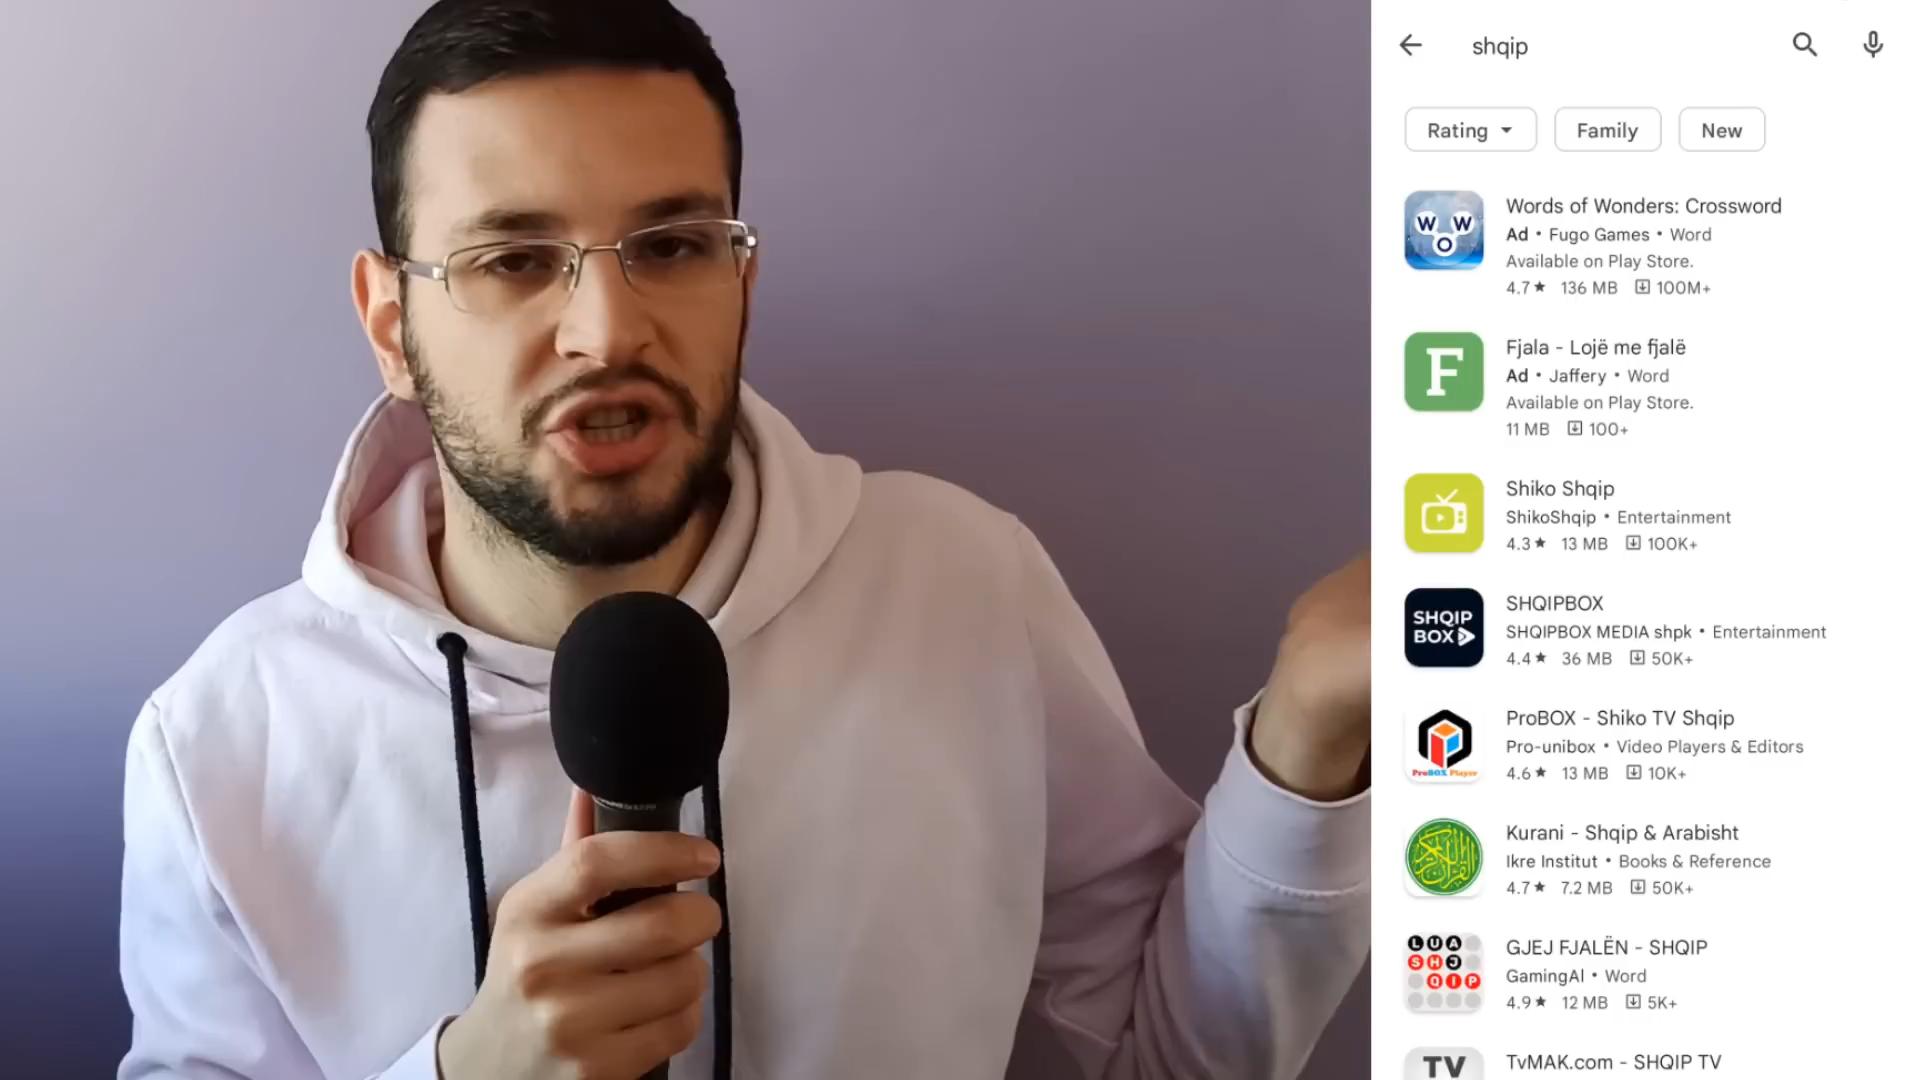 shqip
Rating
Family
New
W W
O
Words of Wonders: Crossword
Ad • Fugo Games • Word
Available on Play Store.
4.7★ 136 MB 100M+
F
Fjala - Lojë me fjalë
Ad • Jaffery • Word
Available on Play Store.
11 MB 100+
Shiko Shqip
ShikoShqip • Entertainment
4.3★ 13 MB 100K+
SHQIP
BOX
SHQIPBOX
SHQIPBOX MEDIA shpk • Entertainment
4.4★ 36 MB 50K+
ProBOX Player
ProBOX - Shiko TV Shqip
Pro-unibox • Video Players & Editors
4.6★ 13 MB 10K+
Kurani - Shqip & Arabisht
Ikre Institut • Books & Reference
4.7★ 7.2 MB 50K+
L U A
S H J
Q I P
GJEJ FJALËN - SHQIP
GamingAI • Word
4.9★ 12 MB 5K+
TV
TvMAK.com - SHQIP TV